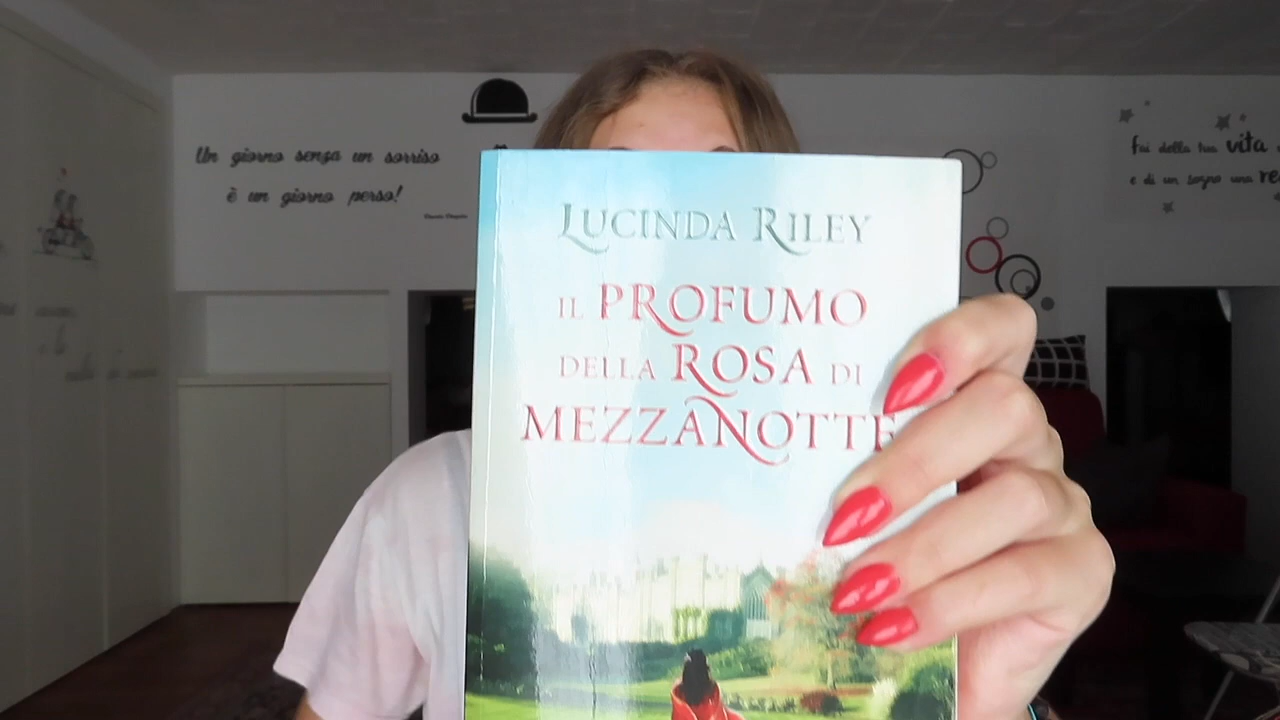 Un giorno senza un sorriso
è un giorno perso!
LUCINDA RILEY
IL PROFUMO
DELLA ROSA DI
MEZZANOTTE
fai della tua vita
e di un sogno una re